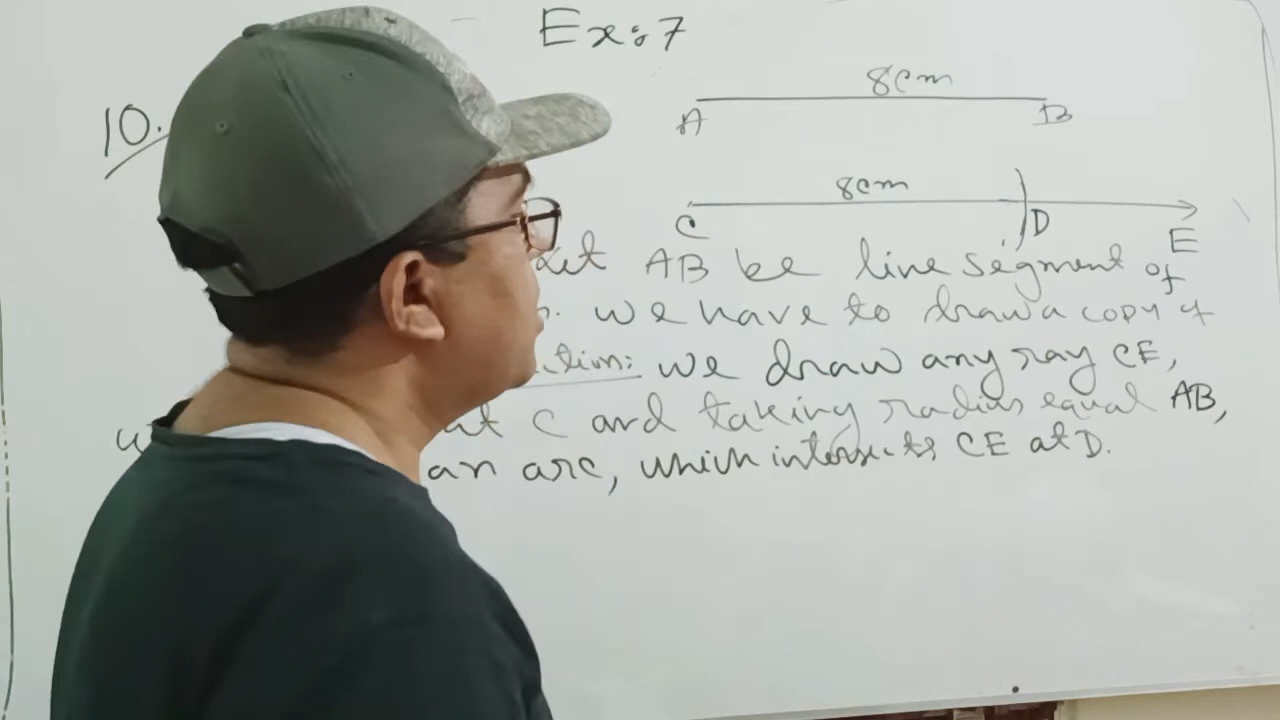 Ex:7
10.
8cm
A B
8cm
C D E
Let AB be line segment of
we have to draw a copy of
ction: we draw any ray CE,
at C and taking radius equal AB,
an arc, which intersects CE at D.